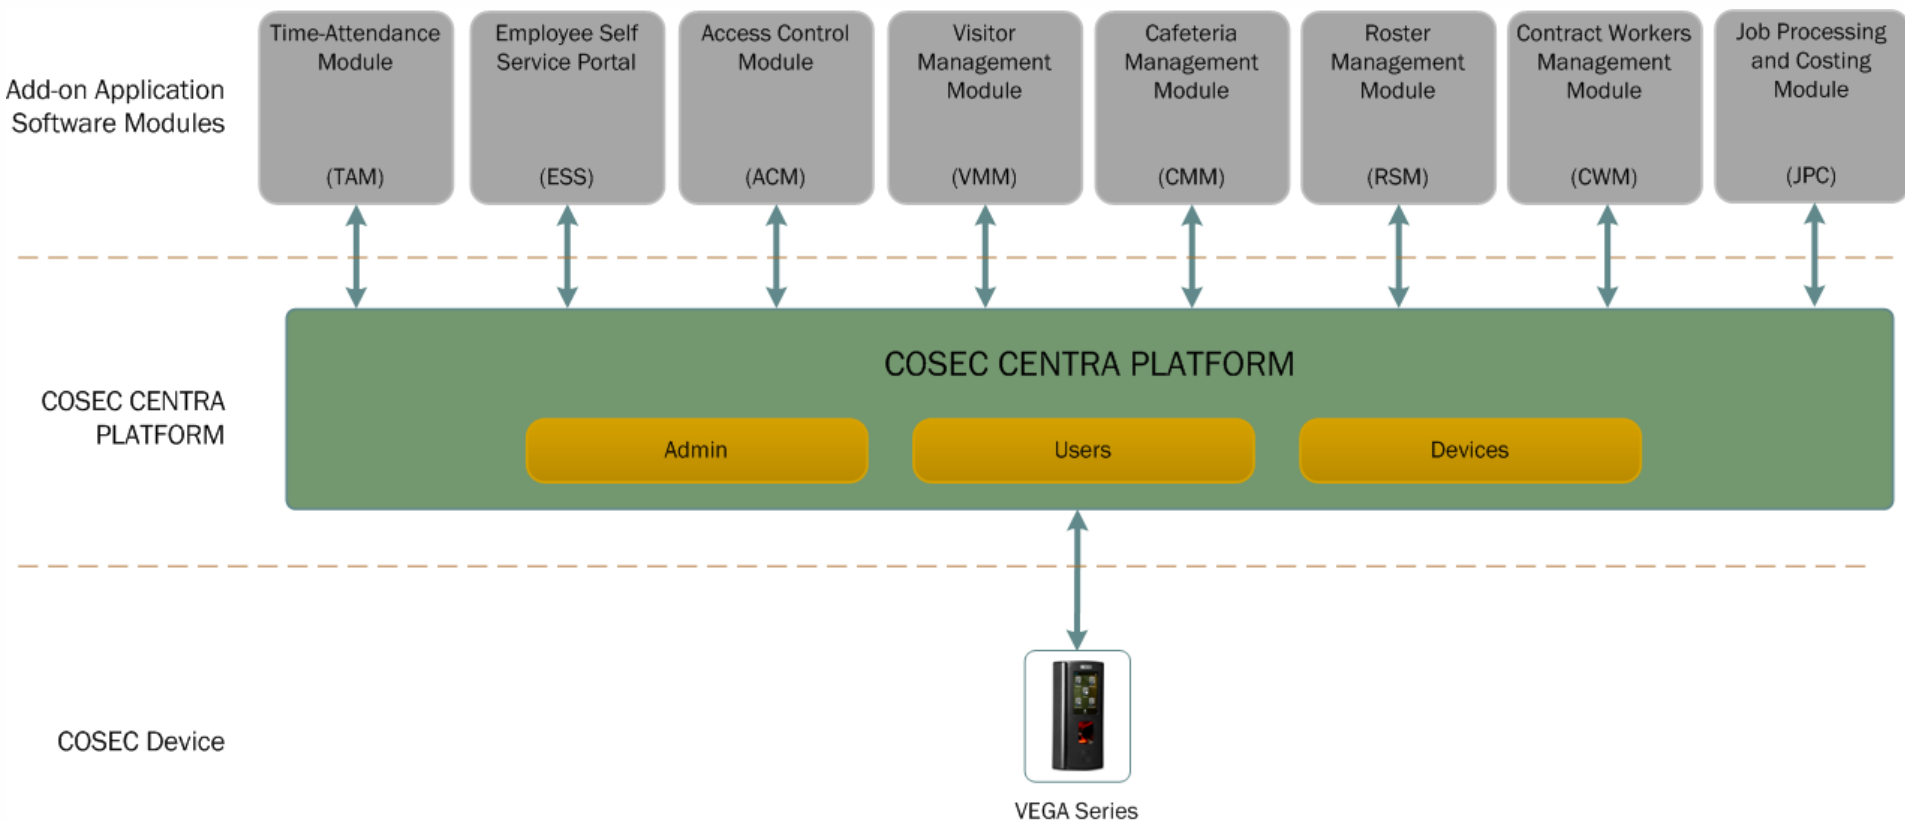 Add-on Application
Software Modules
Time-Attendance
Module
(TAM)
Employee Self
Service Portal
(ESS)
Access Control
Module
(ACM)
Visitor
Management
Module
(VMM)
Cafeteria
Management
Module
(CMM)
Roster
Management
Module
(RSM)
Contract Workers
Management
Module
(CWM)
Job Processing
and Costing
Module
(JPC)
COSEC CENTRA
PLATFORM
COSEC CENTRA PLATFORM
Admin
Users
Devices
COSEC Device
VEGA Series